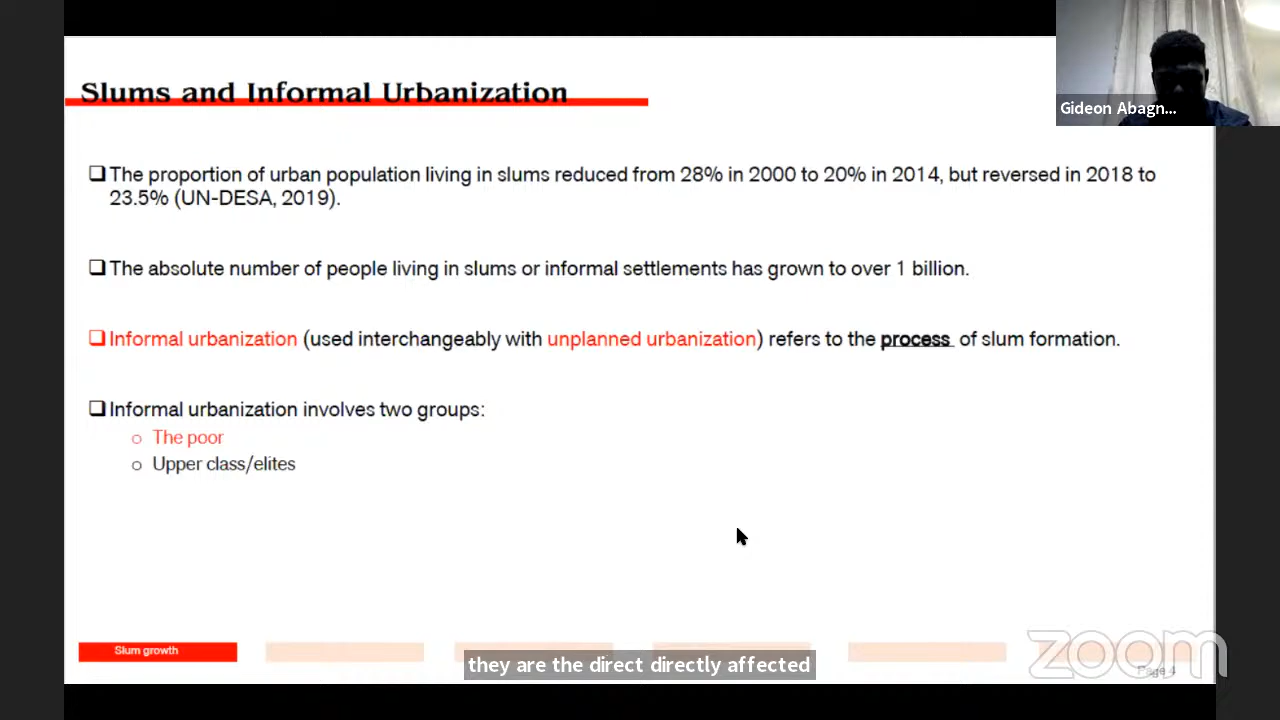 Slums and Informal Urbanization
Gideon Abagn...
The proportion of urban population living in slums reduced from 28% in 2000 to 20% in 2014, but reversed in 2018 to
23.5% (UN-DESA, 2019).
The absolute number of people living in slums or informal settlements has grown to over 1 billion.
Informal urbanization (used interchangeably with unplanned urbanization) refers to the process of slum formation.
Informal urbanization involves two groups:
The poor
Upper class/elites
Slum growth
they are the direct directly affected
zoom
Page 4